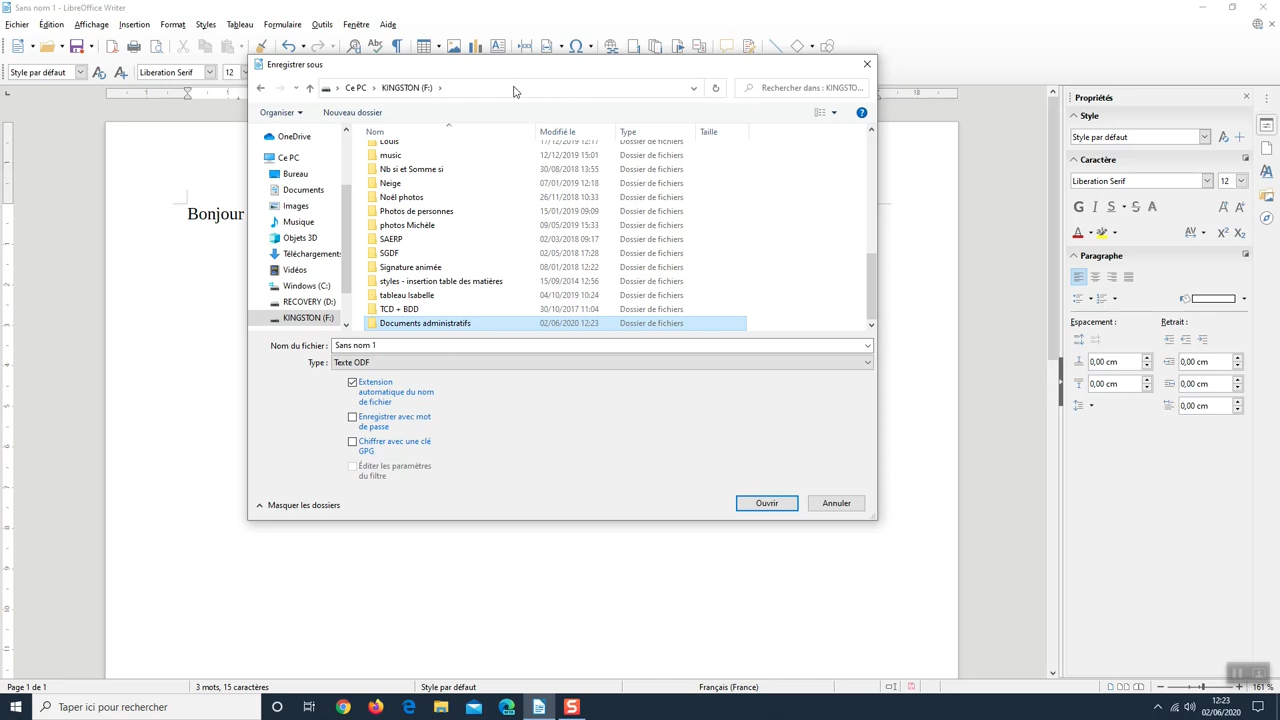 Sans nom 1 - LibreOffice Writer
Fichier Édition Affichage Insertion Format Styles Tableau Formulaire Outils Fenêtre Aide
Style par défaut Liberation Serif 12
Enregistrer sous
Ce PC > KINGSTON (F:) >
Rechercher dans : KINGSTO...
Organiser Nouveau dossier
Nom Modifié le Type Taille
OneDrive
Ce PC
Bureau
Documents
Images
Musique
Objets 3D
Téléchargements
Vidéos
Windows (C:)
RECOVERY (D:)
KINGSTON (F:)
Louis 17/12/2019 12:17 Dossier de fichiers
music 12/12/2019 15:01 Dossier de fichiers
Nb si et Somme si 30/08/2018 13:55 Dossier de fichiers
Neige 07/01/2019 12:18 Dossier de fichiers
Noël photos 26/11/2018 10:33 Dossier de fichiers
Photos de personnes 15/01/2019 09:09 Dossier de fichiers
photos Michèle 09/05/2019 15:33 Dossier de fichiers
SAERP 02/03/2018 09:17 Dossier de fichiers
SGDF 02/05/2018 17:28 Dossier de fichiers
Signature animée 08/01/2018 12:22 Dossier de fichiers
styles - insertion table des matières 15/09/2014 12:56 Dossier de fichiers
tableau Isabelle 04/10/2019 10:24 Dossier de fichiers
TCD + BDD 30/10/2017 11:04 Dossier de fichiers
Documents administratifs 02/06/2020 12:23 Dossier de fichiers
Nom du fichier : Sans nom 1
Type : Texte ODF
Extension
automatique du nom
de fichier
Enregistrer avec mot
de passe
Chiffrer avec une clé
GPG
Éditer les paramètres
du filtre
Masquer les dossiers
Ouvrir Annuler
Bonjour
18
Propriétés
Style
Style par défaut
Caractère
Liberation Serif 12
Paragraphe
Espacement : Retrait :
0,00 cm 0,00 cm
0,00 cm 0,00 cm
0,00 cm
Page 1 de 1 3 mots, 15 caractères Style par défaut Français (France) 161 %
Taper ici pour rechercher
12:23
02/06/2020